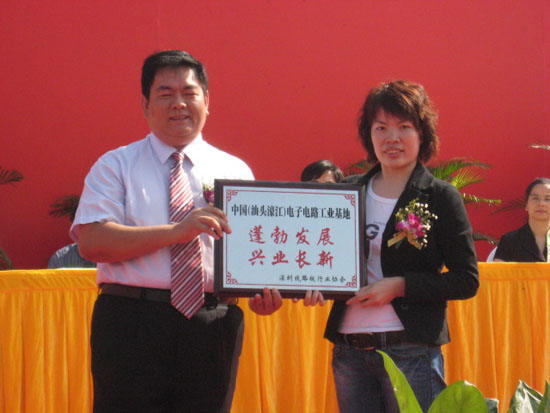 中国(汕头濠江)电子电路工业基地
蓬勃发展
兴业长新
深圳线路板行业协会